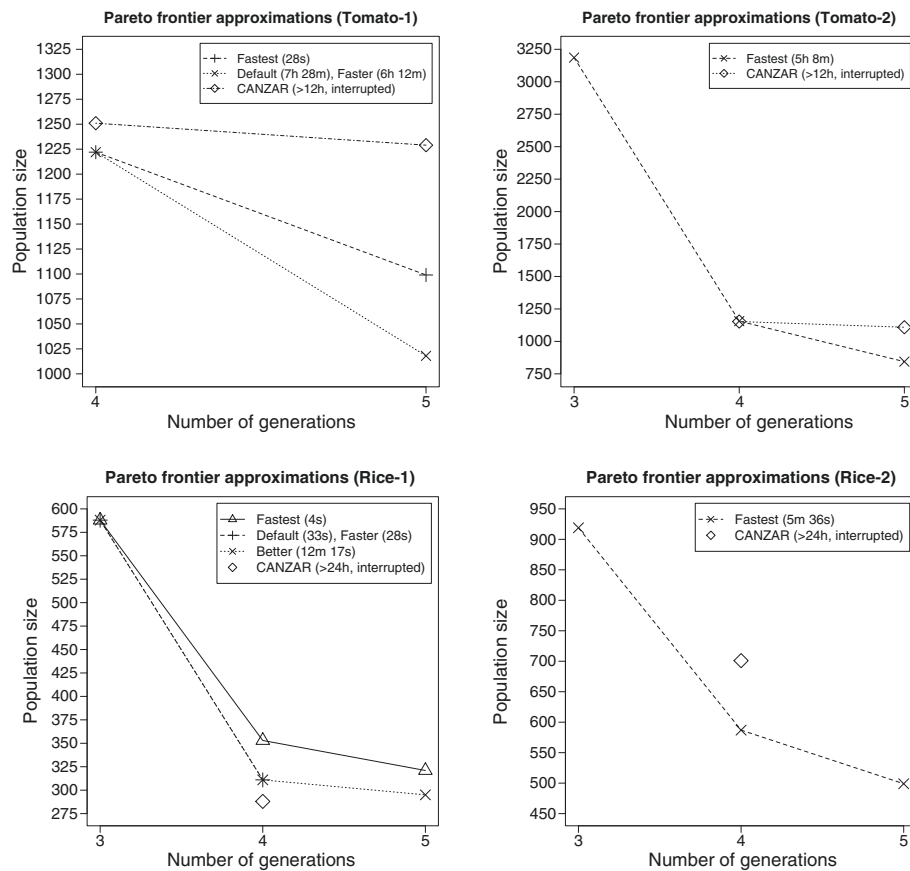 Pareto frontier approximations (Tomato-1)
1325
1300
1275
1250
1225
1200
1175
1150
1125
1100
1075
1050
1025
1000
Population size
Fastest (28s)
Default (7h 28m), Faster (6h 12m)
CANZAR (>12h, interrupted)
4
5
Number of generations
Pareto frontier approximations (Tomato-2)
3250
3000
2750
2500
2250
2000
1750
1500
1250
1000
750
Population size
Fastest (5h 8m)
CANZAR (>12h, interrupted)
3
4
5
Number of generations
Pareto frontier approximations (Rice-1)
600
575
550
525
500
475
450
425
400
375
350
325
300
275
Population size
Fastest (4s)
Default (33s), Faster (28s)
Better (12m 17s)
CANZAR (>24h, interrupted)
3
4
5
Number of generations
Pareto frontier approximations (Rice-2)
950
900
850
800
750
700
650
600
550
500
450
Population size
Fastest (5m 36s)
CANZAR (>24h, interrupted)
3
4
5
Number of generations